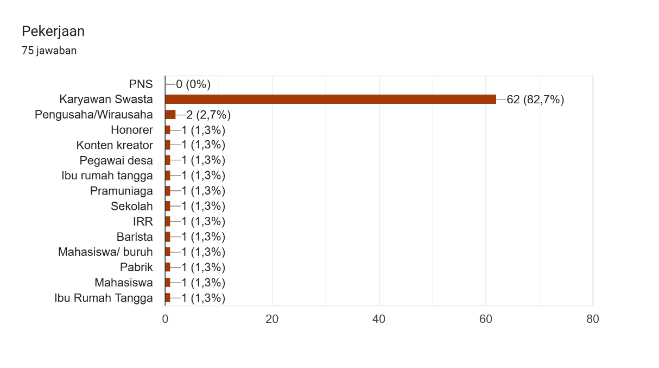 Pekerjaan
75 jawaban
PNS 0 (0%)
Karyawan Swasta 62 (82,7%)
Pengusaha/Wirausaha 2 (2,7%)
Honorer 1 (1,3%)
Konten kreator 1 (1,3%)
Pegawai desa 1 (1,3%)
Ibu rumah tangga 1 (1,3%)
Pramuniaga 1 (1,3%)
Sekolah 1 (1,3%)
IRR 1 (1,3%)
Barista 1 (1,3%)
Mahasiswa/ buruh 1 (1,3%)
Pabrik 1 (1,3%)
Mahasiswa 1 (1,3%)
Ibu Rumah Tangga 1 (1,3%)
0 20 40 60 80